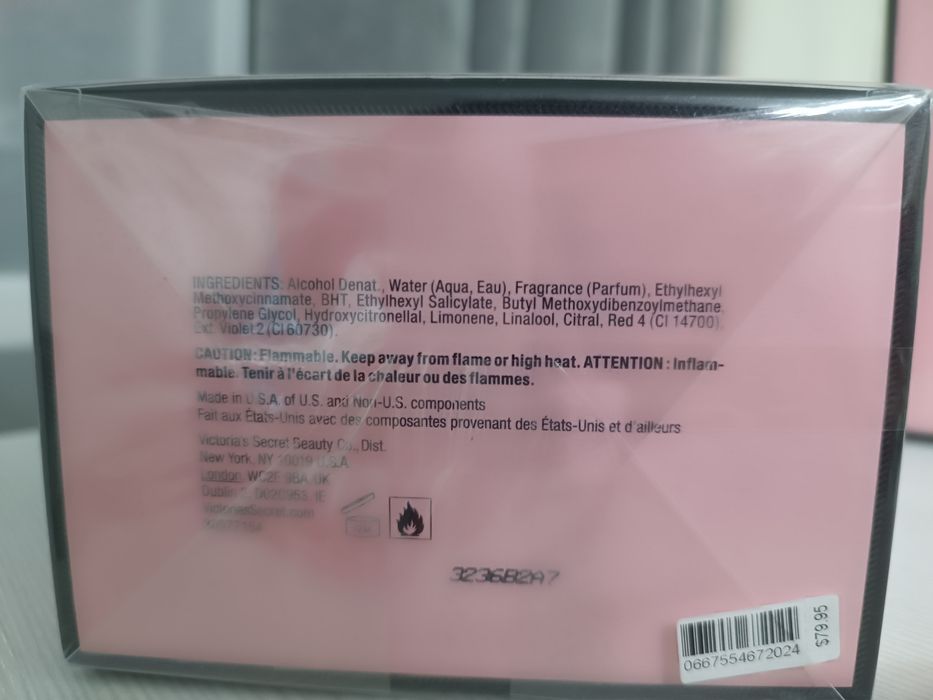 INGREDIENTS: Alcohol Denat., Water (Aqua, Eau), Fragrance (Parfum), Ethylhexyl
Methoxycinnamate, BHT, Ethylhexyl Salicylate, Butyl Methoxydibenzoylmethane,
Propylene Glycol, Hydroxycitronellal, Limonene, Linalool, Citral, Red 4 (CI 14700),
Ext. Violet 2 (CI 60730).
CAUTION: Flammable. Keep away from flame or high heat. ATTENTION : Inflam-
mable. Tenir à l'écart de la chaleur ou des flammes.
Made in U.S.A. of U.S. and Non-U.S. components
Fait aux États-Unis avec des composantes provenant des États-Unis et d'ailleurs
Victoria's Secret Beauty Co., Dist.
New York, NY 10019 U.S.A
London, UK
Dublin 2, IE
VictoriasSecret.com
3236B2A7
0667554672024
$79.95